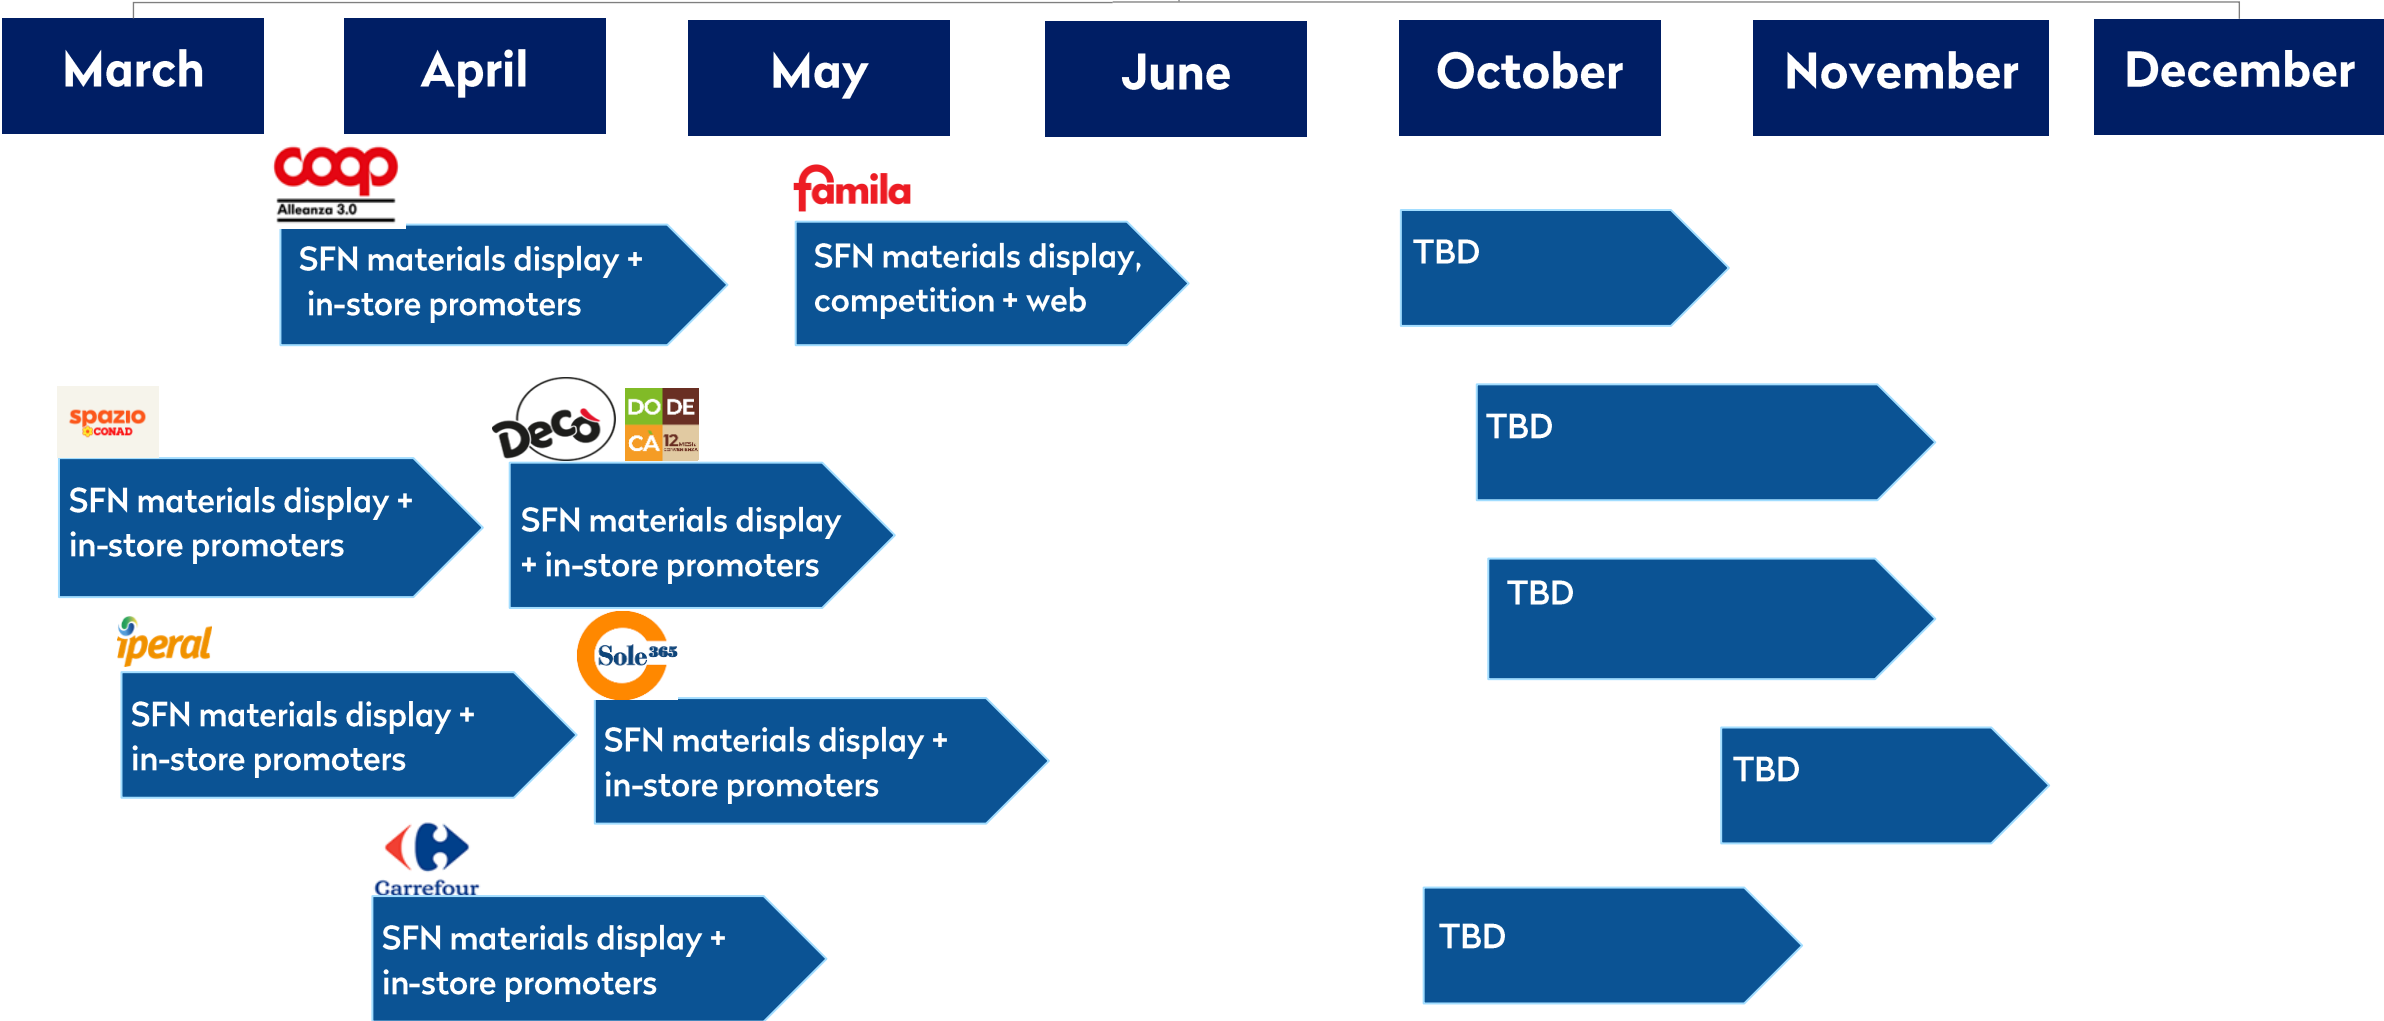 March
April
May
June
October
November
December
coop
Alleanza 3.0
SFN materials display +
in-store promoters
famila
SFN materials display,
competition + web
TBD
spazio
CONAD
SFN materials display +
in-store promoters
Decò
DO DE
CÀ 12
SFN materials display
+ in-store promoters
TBD
iperal
SFN materials display +
in-store promoters
Sole 365
SFN materials display +
in-store promoters
TBD
TBD
Carrefour
SFN materials display +
in-store promoters
TBD